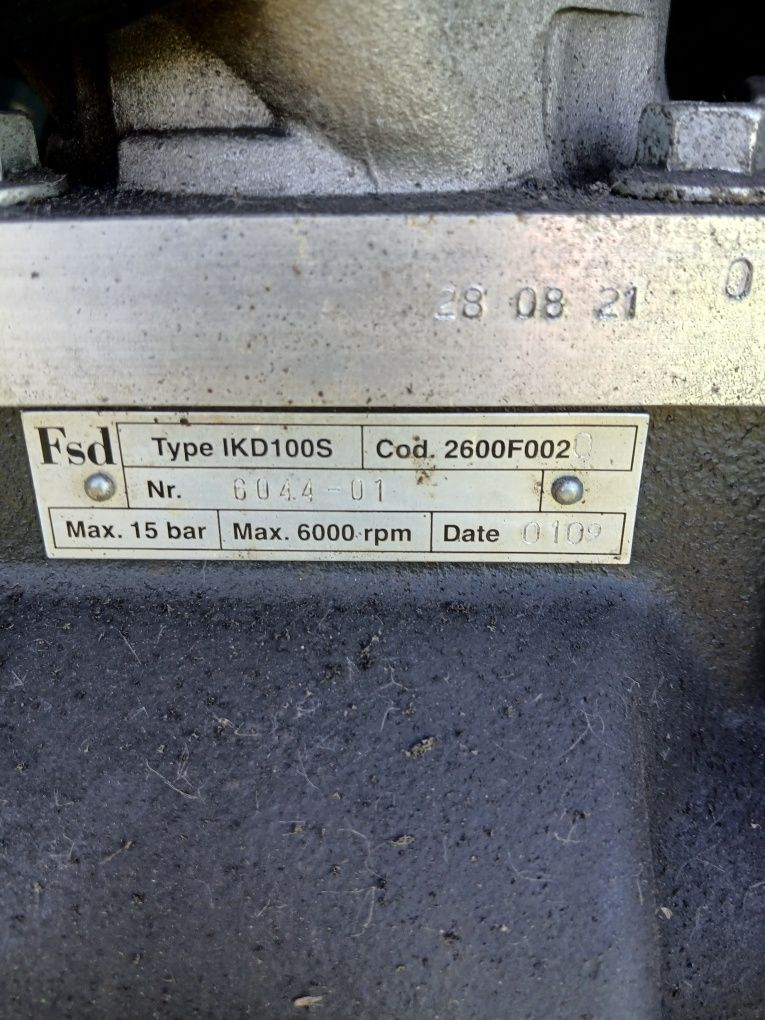 28 08 21 0
Fsd Type IKD100S Cod. 2600F0020
Nr. 6044-01
Max. 15 bar Max. 6000 rpm Date 0109